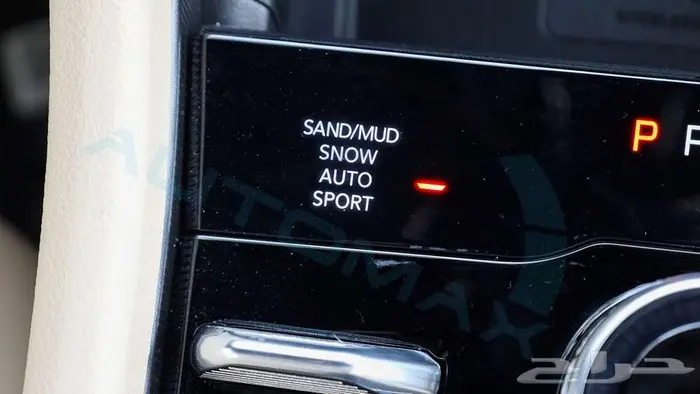 SAND/MUD
SNOW
AUTO
SPORT
P R
AUTOMAX
حراج